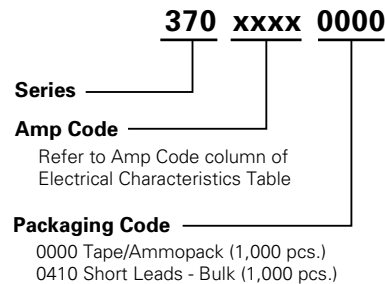 370 xxxx 0000
Series
Amp Code
Refer to Amp Code column of
Electrical Characteristics Table
Packaging Code
0000 Tape/Ammopack (1,000 pcs.)
0410 Short Leads - Bulk (1,000 pcs.)